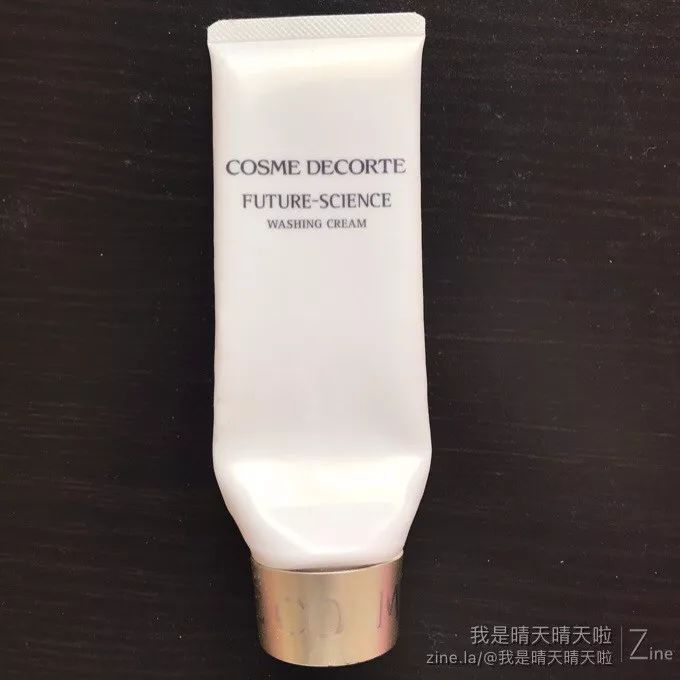 COSME DECORTE
FUTURE-SCIENCE
WASHING CREAM
我是晴天晴天啦 | Zine
zine.la/@我是晴天晴天啦